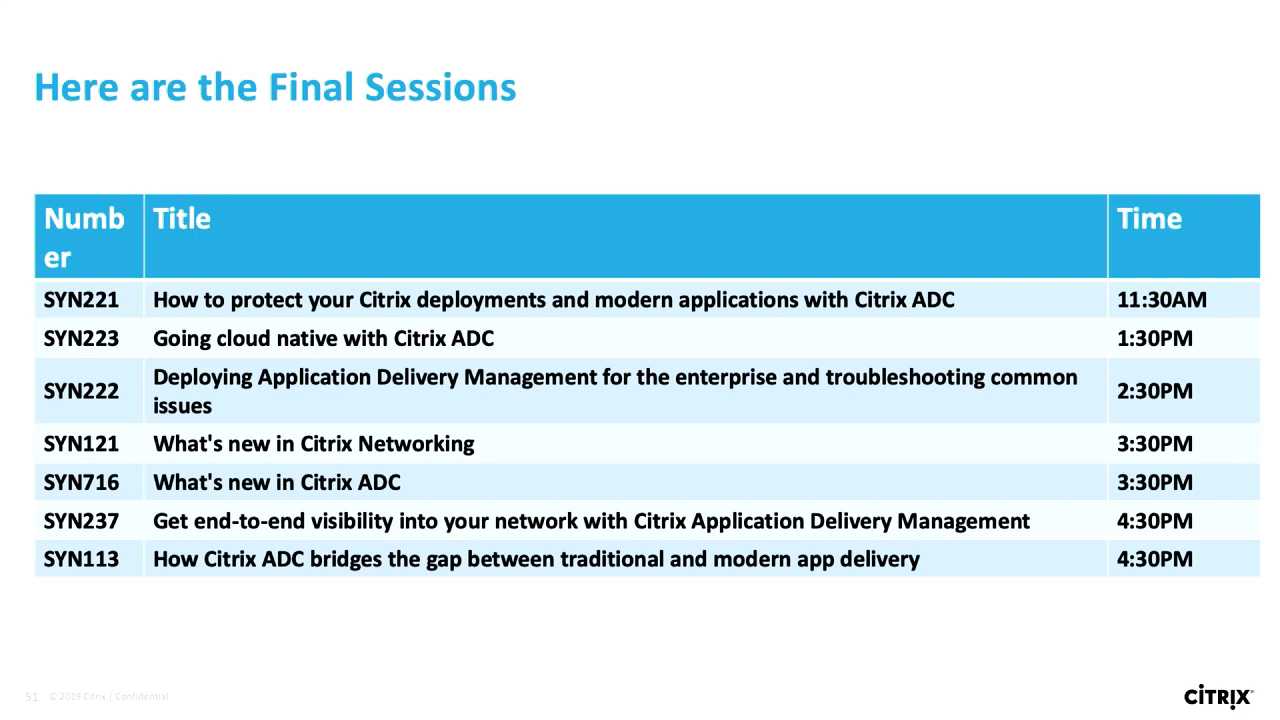 Here are the Final Sessions
Numb
er
Title
Time
SYN221 How to protect your Citrix deployments and modern applications with Citrix ADC 11:30AM
SYN223 Going cloud native with Citrix ADC 1:30PM
SYN222 Deploying Application Delivery Management for the enterprise and troubleshooting common
issues 2:30PM
SYN121 What's new in Citrix Networking 3:30PM
SYN716 What's new in Citrix ADC 3:30PM
SYN237 Get end-to-end visibility into your network with Citrix Application Delivery Management 4:30PM
SYN113 How Citrix ADC bridges the gap between traditional and modern app delivery 4:30PM
51 © 2019 Citrix | Confidential
CITRIX